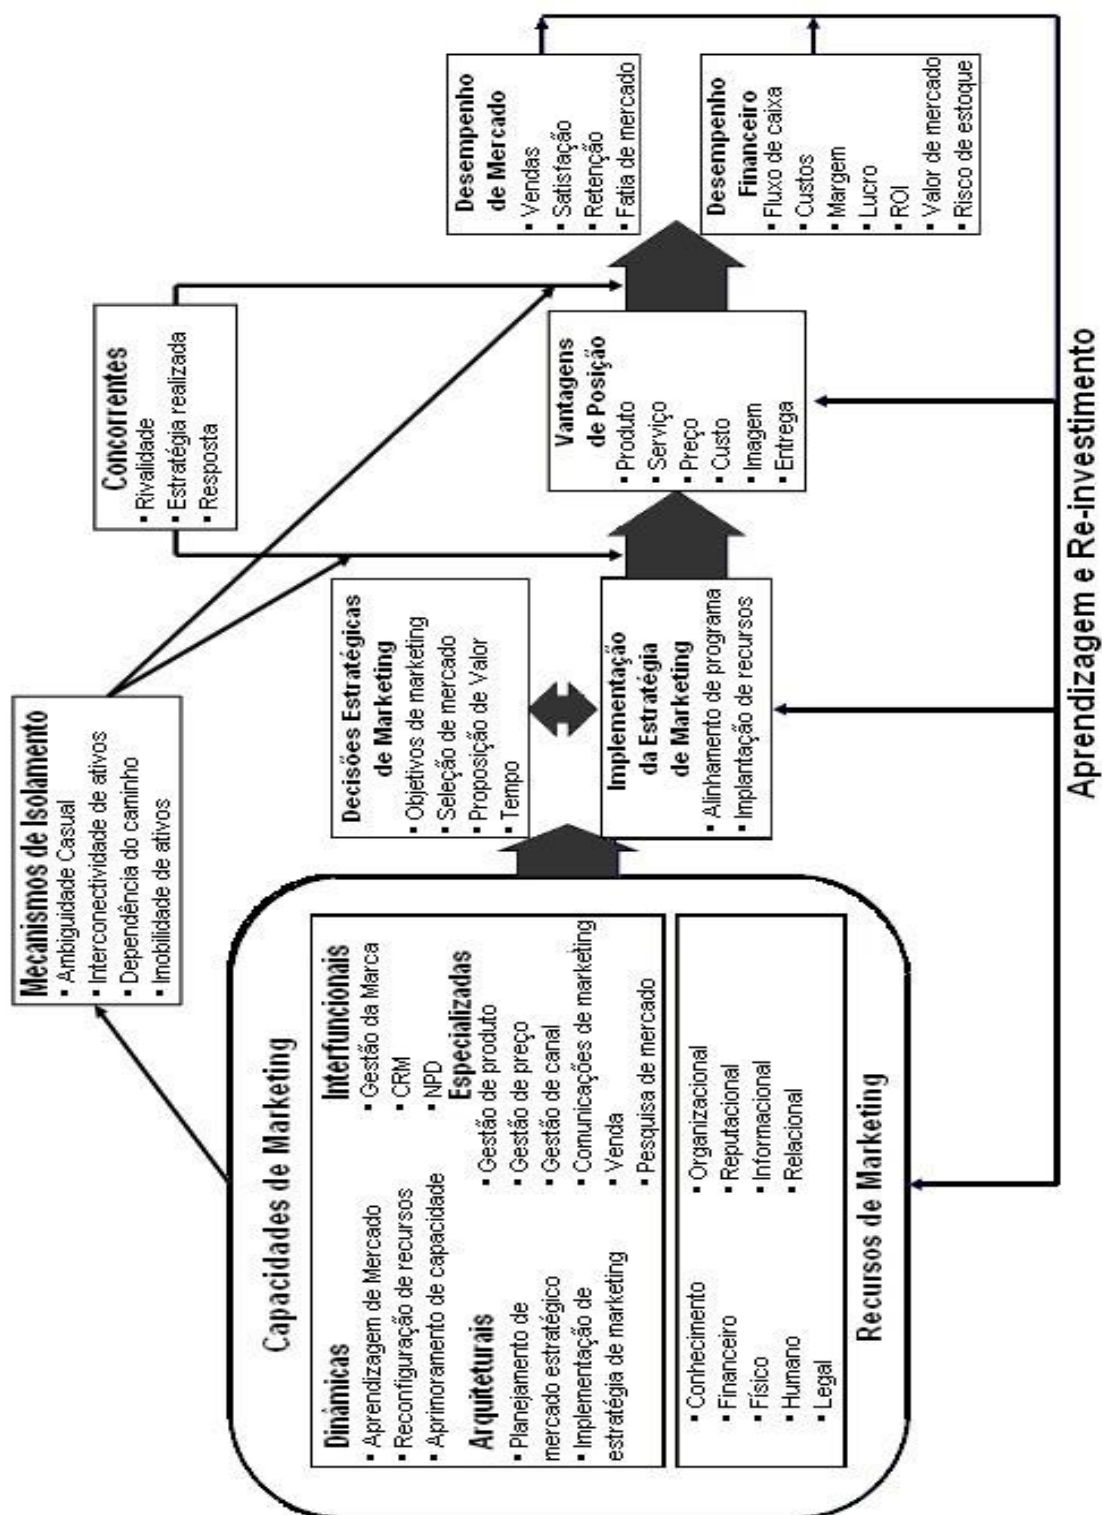 Capacidades de Marketing
Dinâmicas
▪ Aprendizagem de Mercado
▪ Reconfiguração de recursos
▪ Aprimoramento de capacidade
Interfuncionais
▪ Gestão da Marca
▪ CRM
▪ NPD
Arquiteturais
▪ Planejamento de
mercado estratégico
▪ Implementação de
estratégia de marketing
Especializadas
▪ Gestão de produto
▪ Gestão de preço
▪ Gestão de canal
▪ Comunicações de marketing
▪ Venda
▪ Pesquisa de mercado
▪ Conhecimento
▪ Financeiro
▪ Físico
▪ Humano
▪ Legal
▪ Organizacional
▪ Reputacional
▪ Informacional
▪ Relacional
Recursos de Marketing
Mecanismos de Isolamento
▪ Ambiguidade Casual
▪ Interconectividade de ativos
▪ Dependência do caminho
▪ Imobilidade de ativos
Decisões Estratégicas
de Marketing
▪ Objetivos de marketing
▪ Seleção de mercado
▪ Proposição de Valor
▪ Tempo
Implementação
da Estratégia
de Marketing
▪ Alinhamento de programa
▪ Implantação de recursos
Concorrentes
▪ Rivalidade
▪ Estratégia realizada
▪ Resposta
Vantagens
de Posição
▪ Produto
▪ Serviço
▪ Preço
▪ Custo
▪ Imagem
▪ Entrega
Desempenho
de Mercado
▪ Vendas
▪ Satisfação
▪ Retenção
▪ Fatia de mercado
Desempenho
Financeiro
▪ Fluxo de caixa
▪ Custos
▪ Margem
▪ Lucro
▪ ROI
▪ Valor de mercado
▪ Risco de estoque
Aprendizagem e Re-investimento